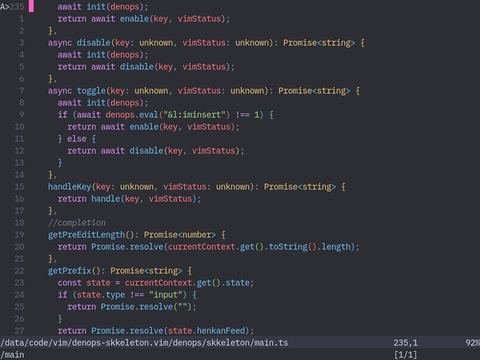 A>235     await init(denops);
  1     return await enable(key, vimStatus);
  2   },
  3   async disable(key: unknown, vimStatus: unknown): Promise<string> {
  4     await init(denops);
  5     return await disable(key, vimStatus);
  6   },
  7   async toggle(key: unknown, vimStatus: unknown): Promise<string> {
  8     await init(denops);
  9     if (await denops.eval("&l:iminsert") !== 1) {
 10       return await enable(key, vimStatus);
 11     } else {
 12       return await disable(key, vimStatus);
 13     }
 14   },
 15   handleKey(key: unknown, vimStatus: unknown): Promise<string> {
 16     return handle(key, vimStatus);
 17   },
 18   //completion
 19   getPreEditLength(): Promise<number> {
 20     return Promise.resolve(currentContext.get().toString().length);
 21   },
 22   getPrefix(): Promise<string> {
 23     const state = currentContext.get().state;
 24     if (state.type !== "input") {
 25       return Promise.resolve("");
 26     }
 27     return Promise.resolve(state.henkanFeed);
/data/code/vim/denops-skkeleton.vim/denops/skkeleton/main.ts 235,1 92%
/main [1/1]